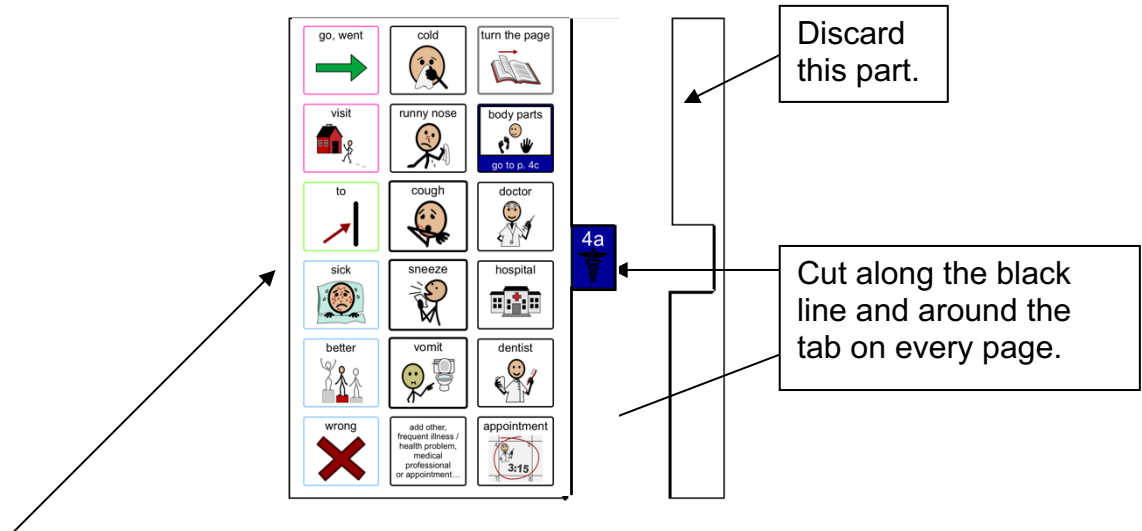 go, went
cold
turn the page
visit
runny nose
body parts
go to p. 4c
to
cough
doctor
4a
sick
sneeze
hospital
better
vomit
dentist
wrong
add other,
frequent illness /
health problem,
medical
professional
or appointment...
appointment
3:15
Discard
this part.
Cut along the black
line and around the
tab on every page.